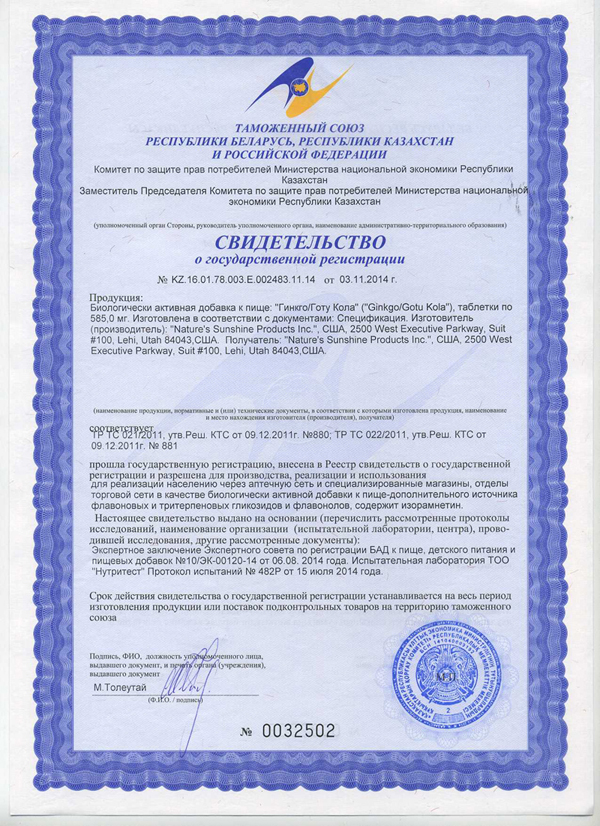 ТАМОЖЕННЫЙ СОЮЗ
РЕСПУБЛИКИ БЕЛАРУСЬ, РЕСПУБЛИКИ КАЗАХСТАН
И РОССИЙСКОЙ ФЕДЕРАЦИИ
Комитет по защите прав потребителей Министерства национальной экономики Республики
Казахстан
Заместитель Председателя Комитета по защите прав потребителей Министерства национальной
экономики Республики Казахстан
(уполномоченный орган Стороны, руководитель уполномоченного органа, наименование административно-территориального образования)
СВИДЕТЕЛЬСТВО
о государственной регистрации
№ KZ.16.01.78.003.E.002483.11.14 от 03.11.2014 г.
Продукция:
Биологически активная добавка к пище: "Гинкго/Готу Кола" ("Ginkgo/Gotu Kola"), таблетки по
585,0 мг. Изготовлена в соответствии с документами: Спецификация. Изготовитель
(производитель): "Nature's Sunshine Products Inc.", США, 2500 West Executive Parkway, Suit
#100, Lehi, Utah 84043,США. Получатель: "Nature's Sunshine Products Inc.", США, 2500 West
Executive Parkway, Suit #100, Lehi, Utah 84043,США.
(наименование продукции, нормативные и (или) технические документы, в соответствии с которыми изготовлена продукция, наименование
и место нахождения изготовителя (производителя), получателя)
соответствует
ТР ТС 021/2011, утв.Реш. КТС от 09.12.2011г. №880; ТР ТС 022/2011, утв.Реш. КТС от
09.12.2011г. № 881
прошла государственную регистрацию, внесена в Реестр свидетельств о государственной
регистрации и разрешена для производства, реализации и использования
для реализации населению через аптечную сеть и специализированные магазины, отделы
торговой сети в качестве биологически активной добавки к пище-дополнительного источника
флавоновых и тритерпеновых гликозидов и флавонолов, содержит изорамнетин.
Настоящее свидетельство выдано на основании (перечислить рассмотренные протоколы
исследований, наименование организации (испытательной лаборатории, центра), прово-
дившей исследования, другие рассмотренные документы):
Экспертное заключение Экспертного совета по регистрации БАД к пище, детского питания и
пищевых добавок №10/ЭК-00120-14 от 06.08. 2014 года. Испытательная лаборатория ТОО
"Нутритест" Протокол испытаний № 482Р от 15 июля 2014 года.
Срок действия свидетельства о государственной регистрации устанавливается на весь период
изготовления продукции или поставок подконтрольных товаров на территорию таможенного
союза
Подпись, ФИО, должность уполномоченного лица,
выдавшего документ, и печать органа (учреждения),
выдавшего документ
М.Толеутай
(Ф.И.О. / подпись)
М.П.
2
№ 0032502